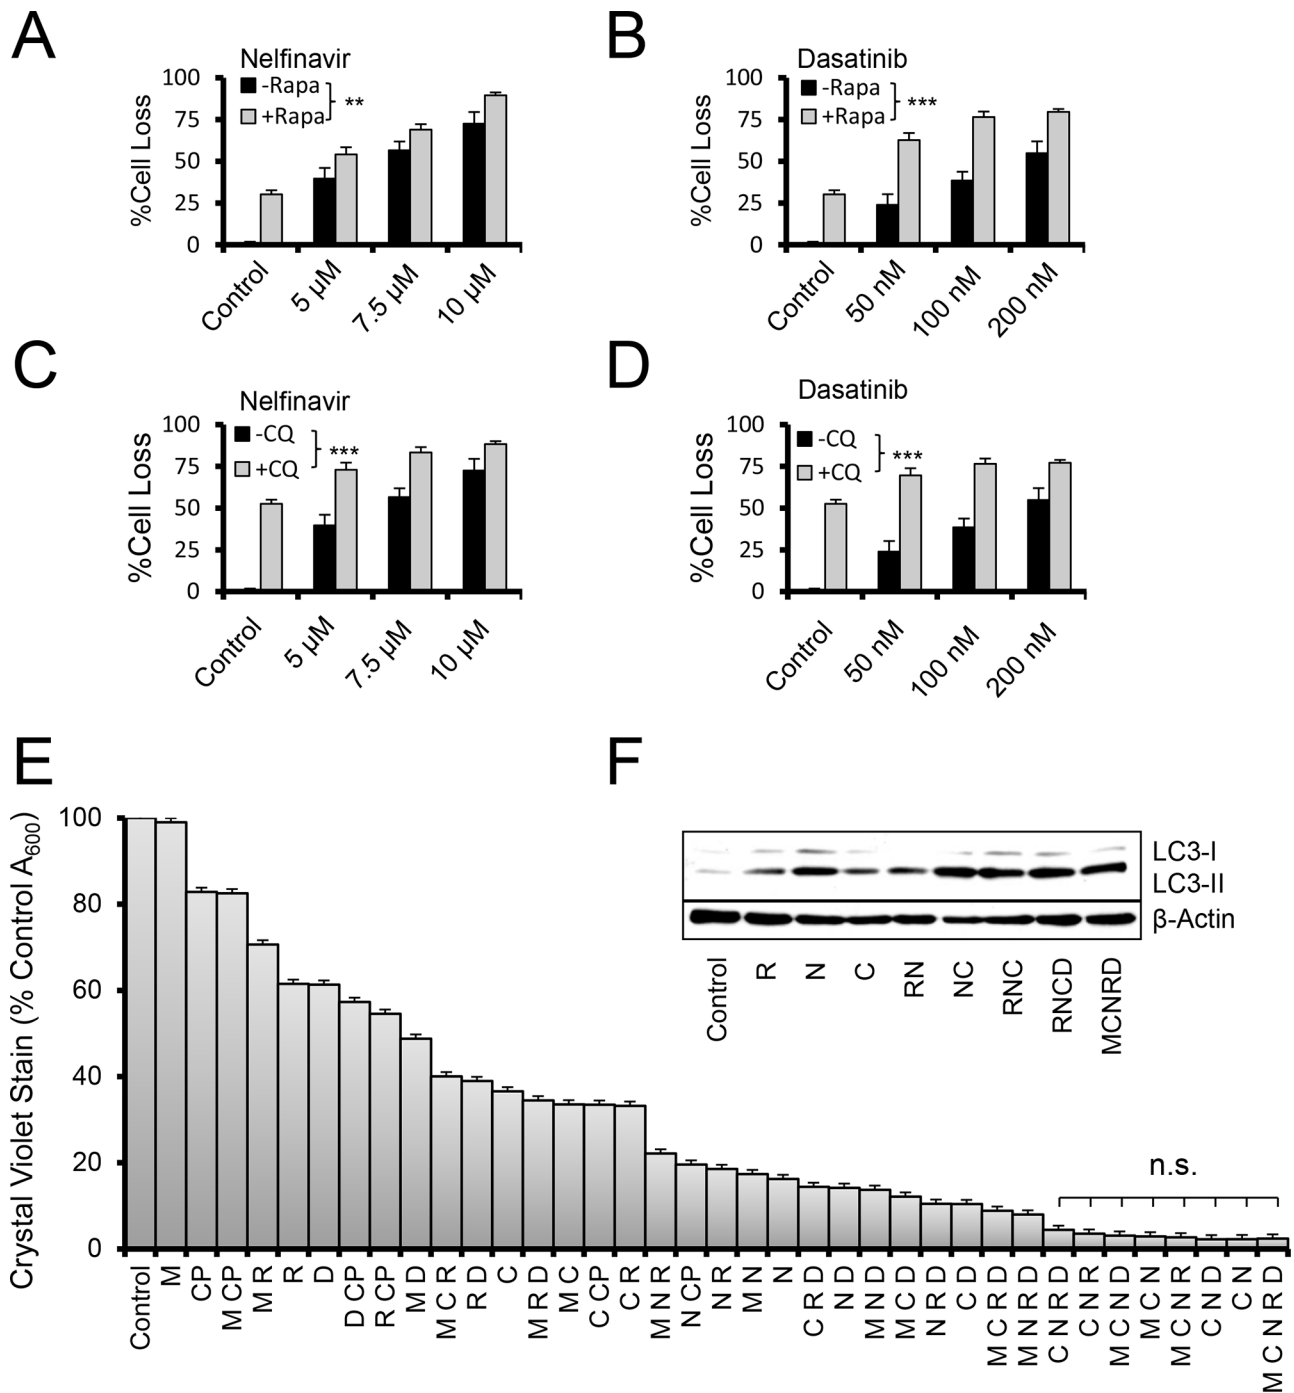 A
Nelfinavir
-Rapa
+Rapa
**
%Cell Loss
100
75
50
25
0
Control
5 µM
7.5 µM
10 µM
B
Dasatinib
-Rapa
+Rapa
***
%Cell Loss
100
75
50
25
0
Control
50 nM
100 nM
200 nM
C
Nelfinavir
-CQ
+CQ
***
%Cell Loss
100
75
50
25
0
Control
5 µM
7.5 µM
10 µM
D
Dasatinib
-CQ
+CQ
***
%Cell Loss
100
75
50
25
0
Control
50 nM
100 nM
200 nM
E
Crystal Violet Stain (% Control A600)
100
80
60
40
20
0
n.s.
Control
M
CP
M CP
M R
R
D
D CP
R CP
M D
M C R
R D
C
M R D
M C
C CP
C R
M N R
N CP
N R
M N
N
C R D
N D
M N D
M C D
N R D
C D
M C R D
M N R D
C N R D
C N R
M C N D
M C N
M C N R
C N D
C N
M C N R D
F
LC3-I
LC3-II
β-Actin
Control
R
N
C
RN
NC
RNC
RNCD
MCNRD